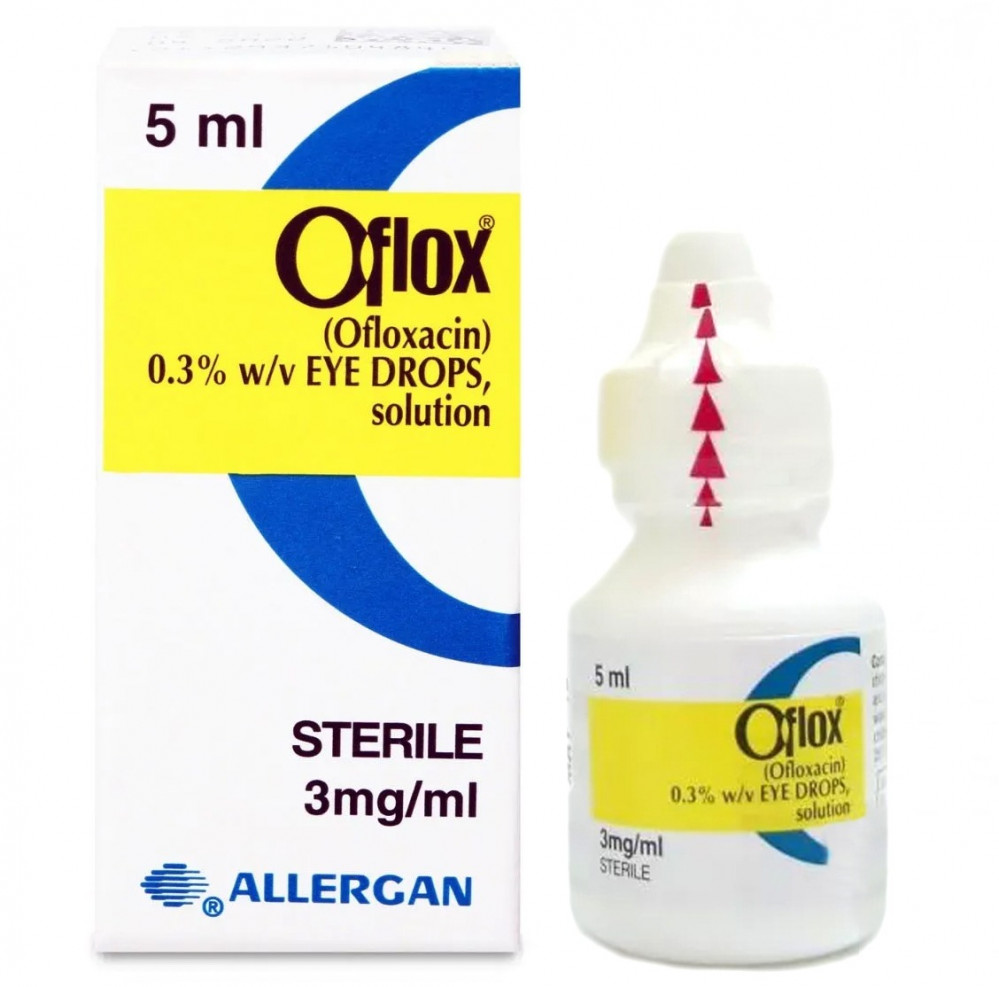 5 ml
Oflox®
(Ofloxacin)
0.3% w/v EYE DROPS,
solution
STERILE
3mg/ml
® ALLERGAN
5 ml
Oflox®
(Ofloxacin)
0.3% w/v EYE DROPS,
solution
3mg/ml
STERILE